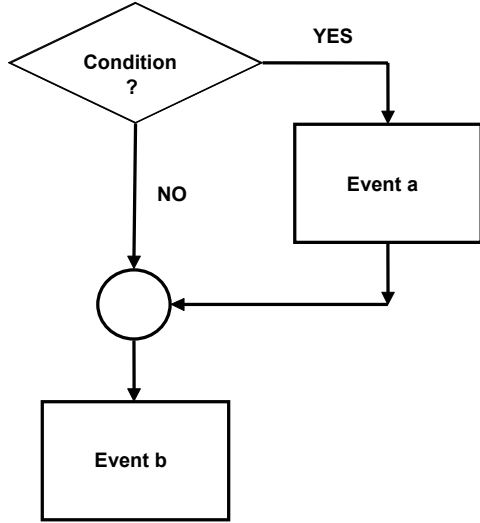 YES
Condition
?
Event a
NO
Event b